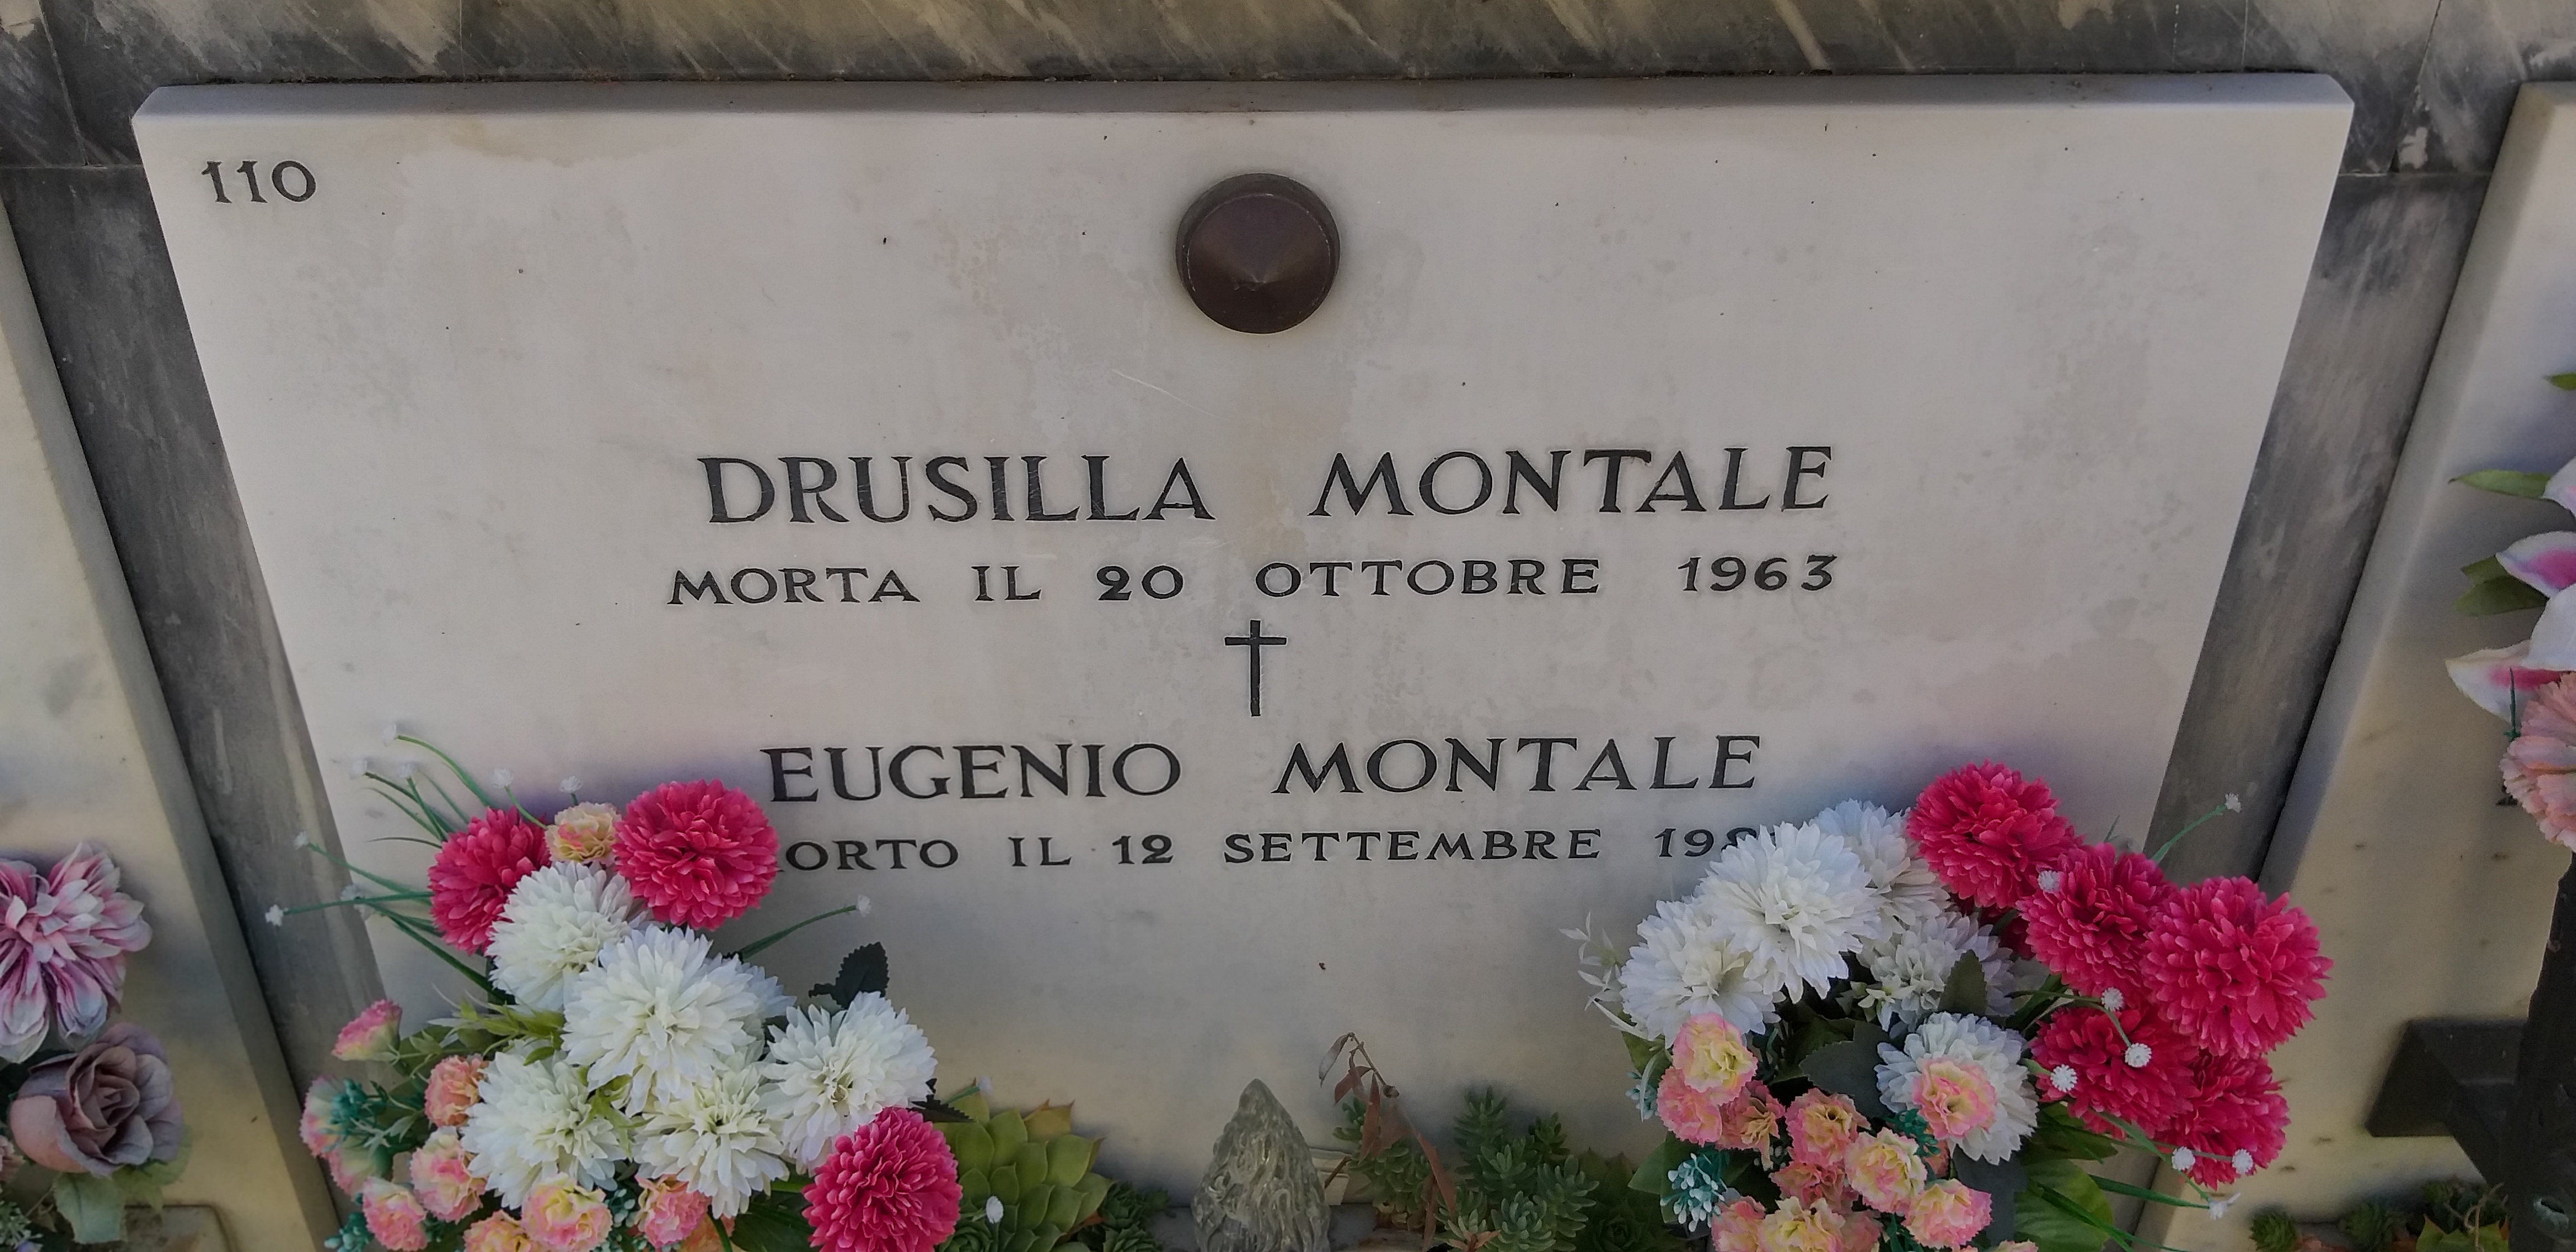 110
DRUSILLA MONTALE
MORTA IL 20 OTTOBRE 1963
EUGENIO MONTALE
IL 12 SETTEMBRE